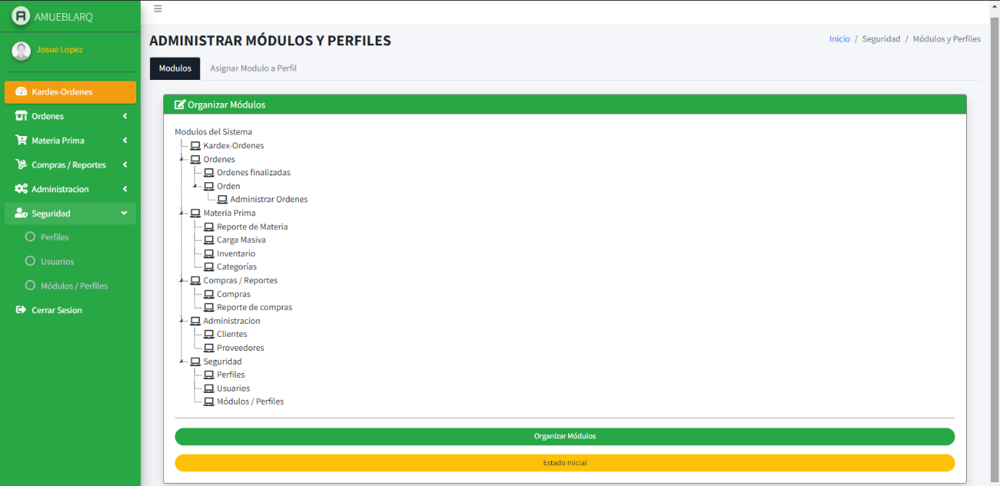 AMUEBLARQ
Josue Lopez
Kardex-Ordenes
Ordenes
Materia Prima
Compras / Reportes
Administracion
Seguridad
Perfiles
Usuarios
Módulos / Perfiles
Cerrar Sesion
ADMINISTRAR MÓDULOS Y PERFILES
Inicio / Seguridad / Módulos y Perfiles
Modulos
Asignar Modulo a Perfil
Organizar Módulos
Modulos del Sistema
Kardex-Ordenes
Ordenes
Ordenes finalizadas
Orden
Administrar Ordenes
Materia Prima
Reporte de Materia
Carga Masiva
Inventario
Categorías
Compras / Reportes
Compras
Reporte de compras
Administracion
Clientes
Proveedores
Seguridad
Perfiles
Usuarios
Módulos / Perfiles
Organizar Módulos
Estado Inicial